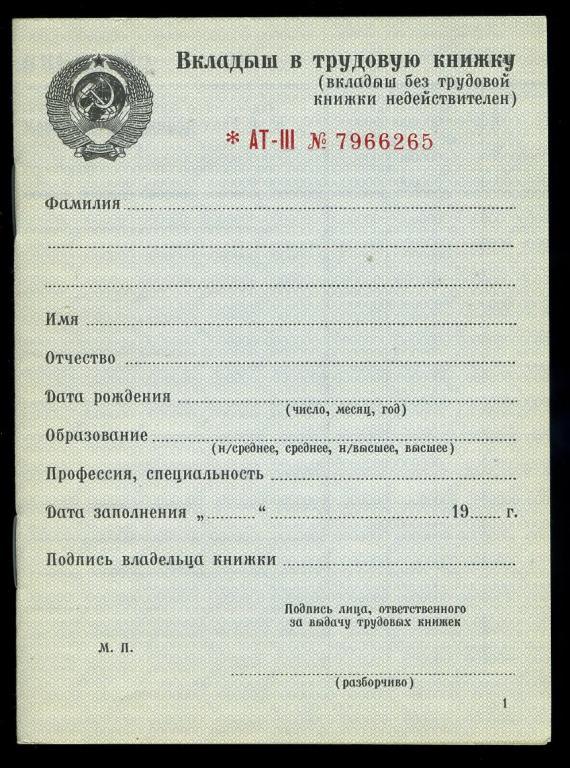 Вкладыш в трудовую книжку
(вкладыш без трудовой
книжки недействителен)
* АТ-III № 7966265
Фамилия
Имя
Отчество
Дата рождения
(число, месяц, год)
Образование
(н/среднее, среднее, н/высшее, высшее)
Профессия, специальность
Дата заполнения „ “ 19 г.
Подпись владельца книжки
Подпись лица, ответственного
за выдачу трудовых книжек
М. П.
(разборчиво)
1